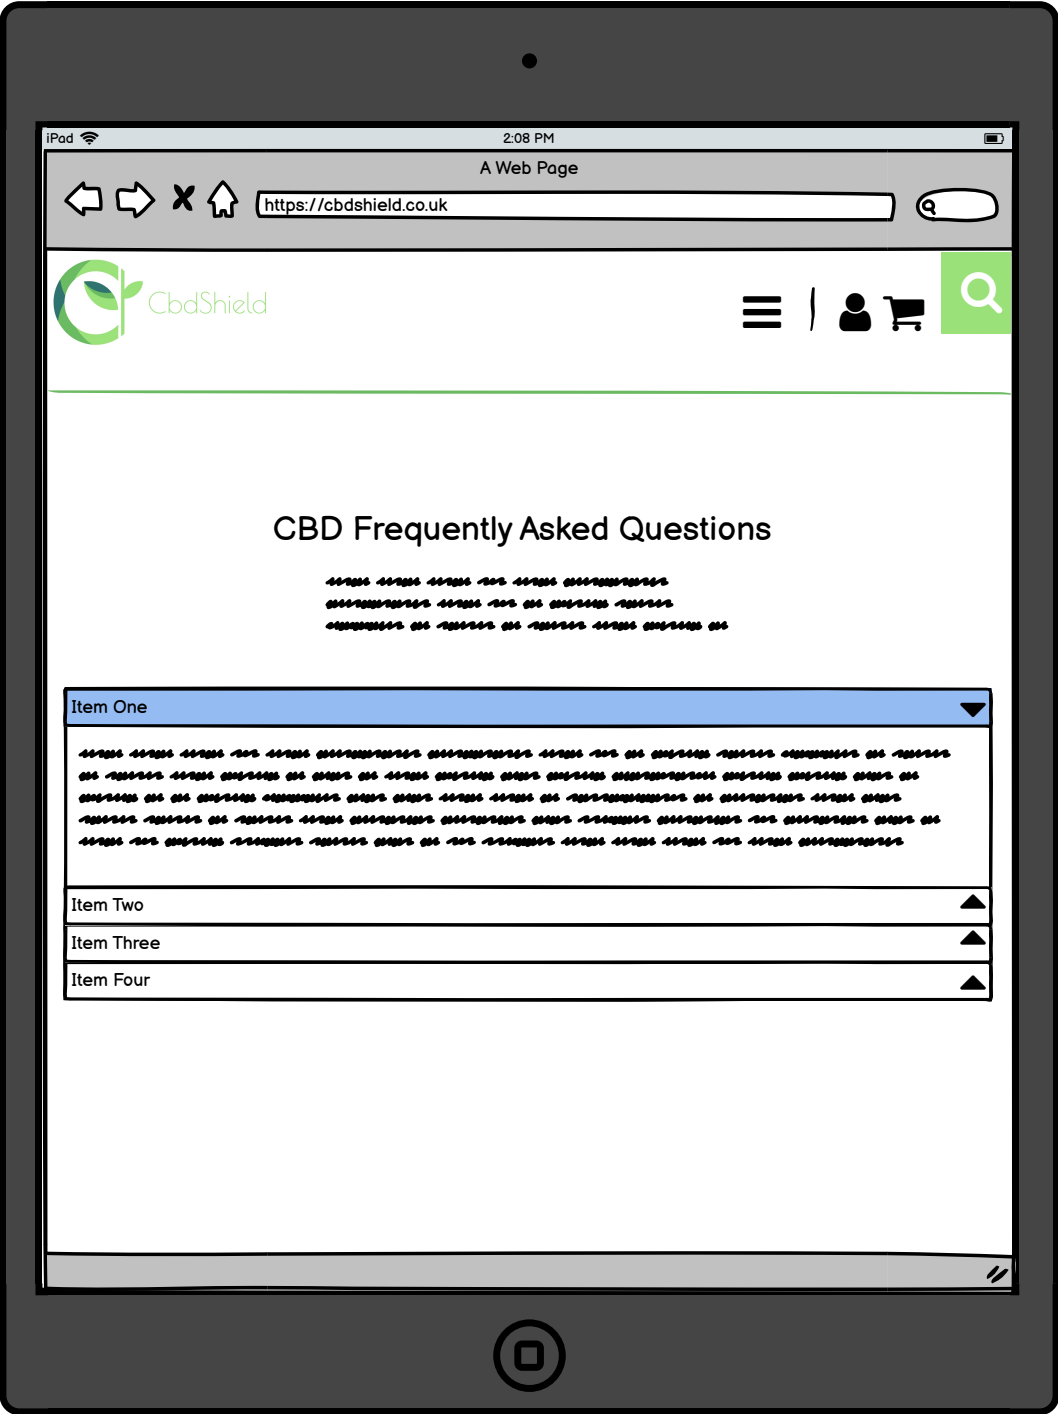 iPad
2:08 PM
A Web Page
https://cbdshield.co.uk
CbdShield
CBD Frequently Asked Questions
Item One
Item Two
Item Three
Item Four